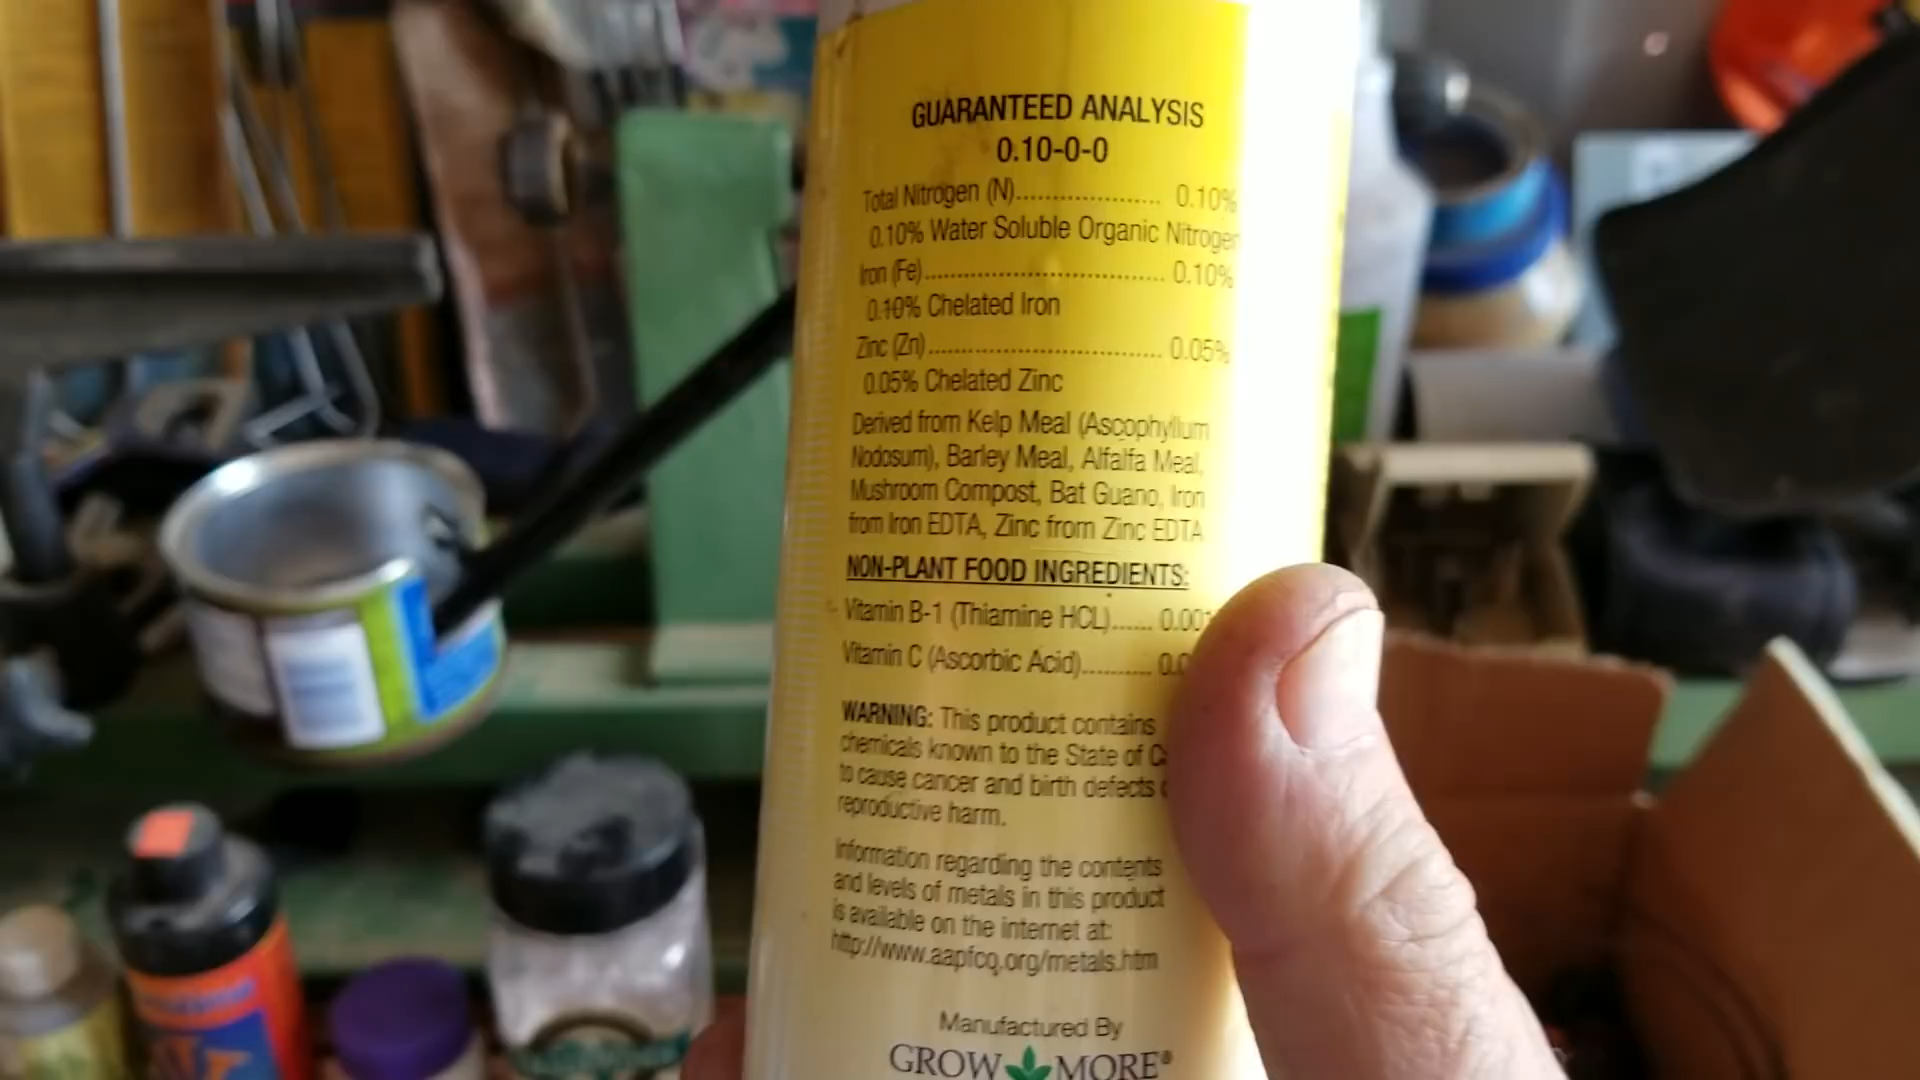 GUARANTEED ANALYSIS
0.10-0-0
Total Nitrogen (N)................... 0.10%
0.10% Water Soluble Organic Nitrogen
Iron (Fe)................................ 0.10%
0.10% Chelated Iron
Zinc (Zn)............................... 0.05%
0.05% Chelated Zinc
Derived from Kelp Meal (Ascophyllum
Nodosum), Barley Meal, Alfalfa Meal,
Mushroom Compost, Bat Guano, Iron
from Iron EDTA, Zinc from Zinc EDTA
NON-PLANT FOOD INGREDIENTS:
Vitamin B-1 (Thiamine HCL)...... 0.00
Vitamin C (Ascorbic Acid).......... 0.0
WARNING: This product contains
chemicals known to the State of
to cause cancer and birth defects
reproductive harm.
Information regarding the contents
and levels of metals in this product
is available on the internet at:
http://www.aapfcq.org/metals.htm
Manufactured By
GROW MORE®